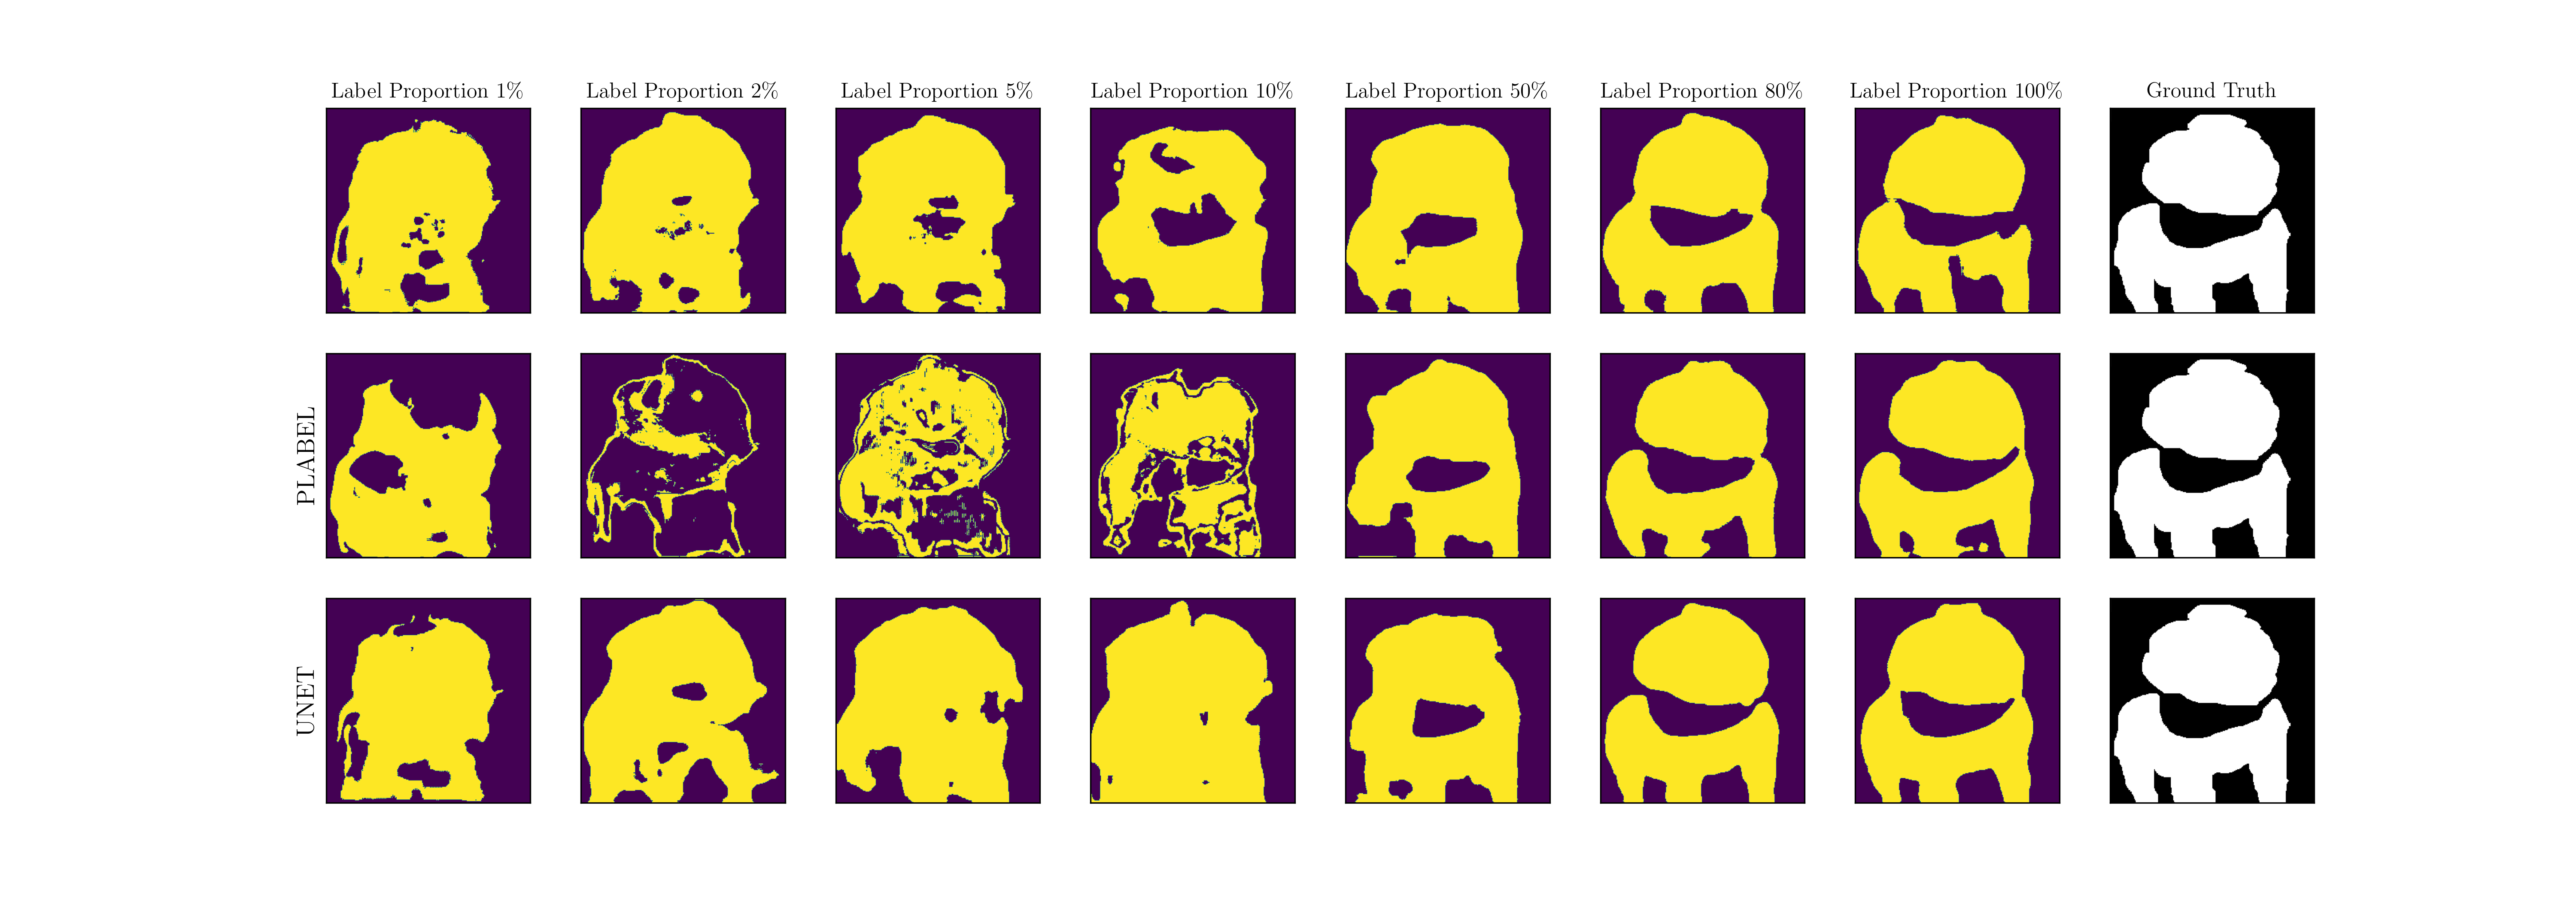 Label Proportion 1%
Label Proportion 2%
Label Proportion 5%
Label Proportion 10%
Label Proportion 50%
Label Proportion 80%
Label Proportion 100%
Ground Truth
PLABEL
UNET